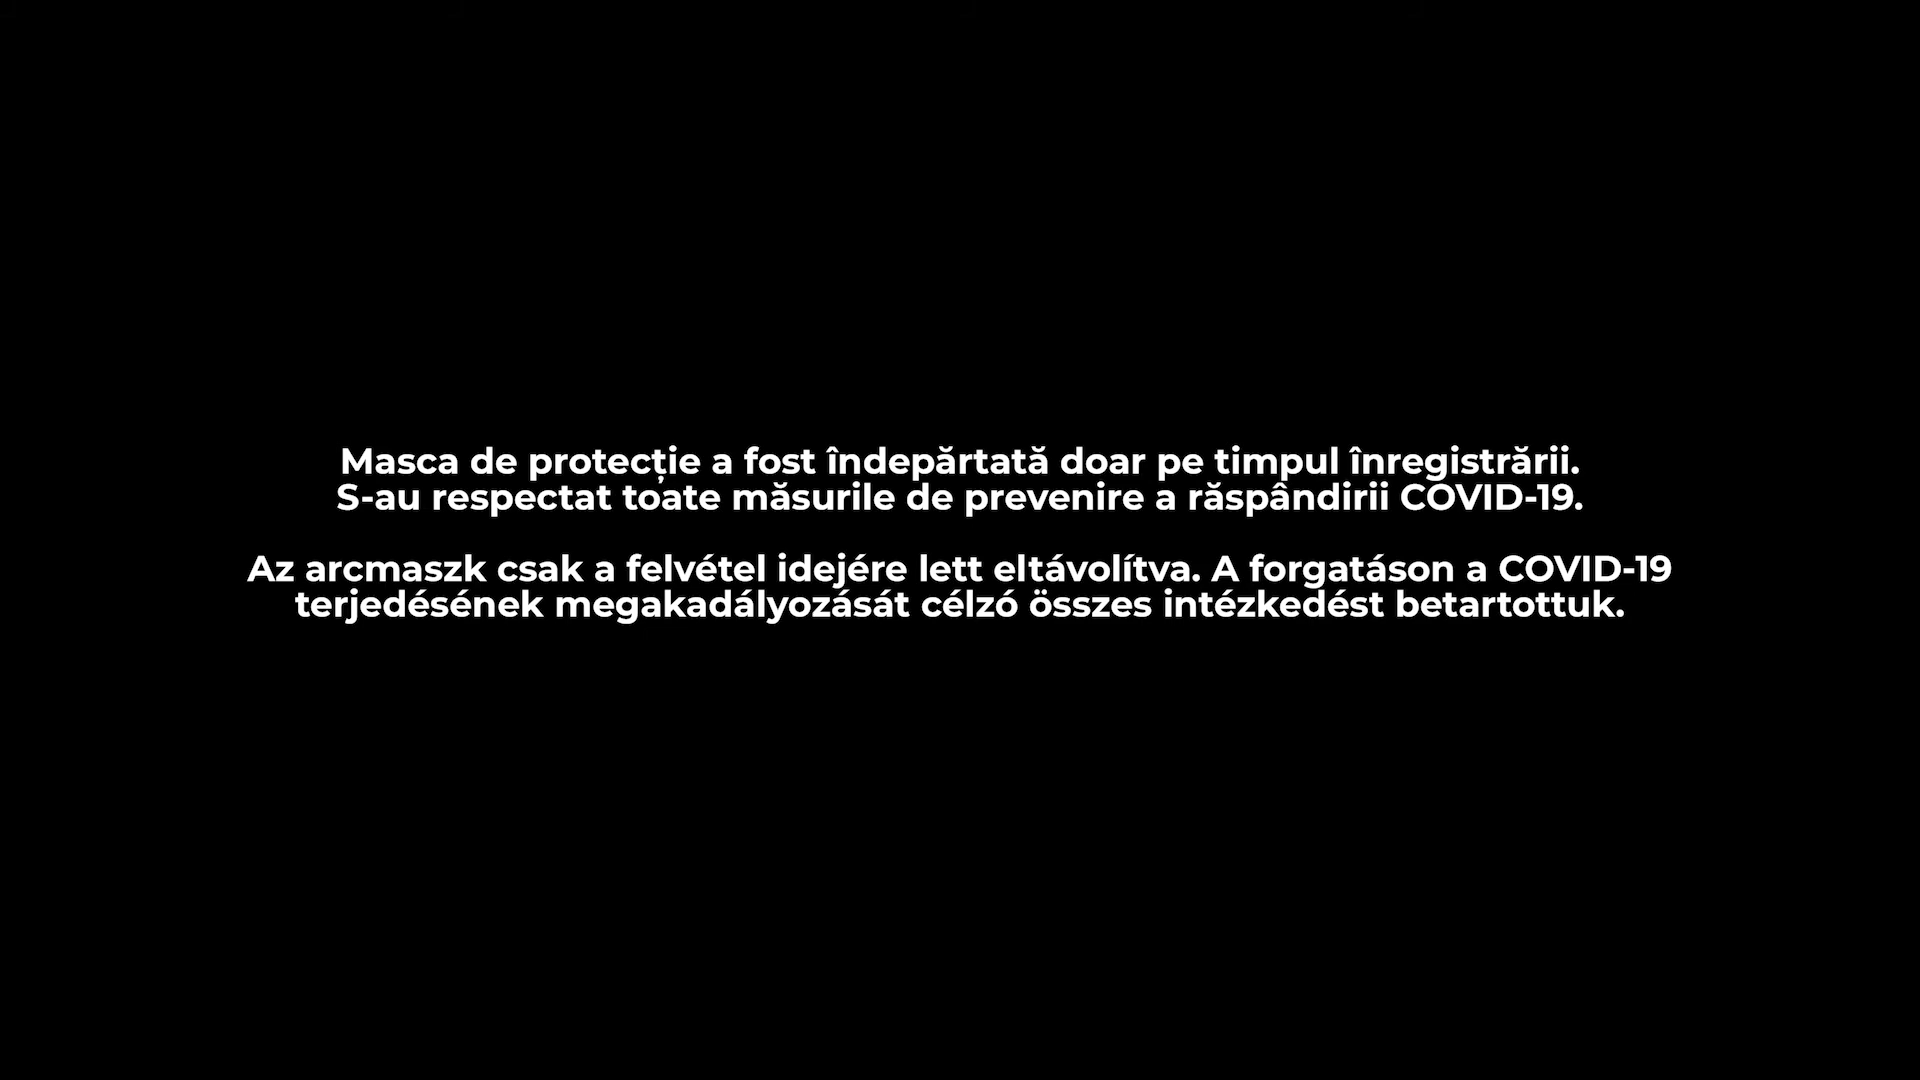 Masca de protecție a fost îndepărtată doar pe timpul înregistrării.
S-au respectat toate măsurile de prevenire a răspândirii COVID-19.
Az arcmaszk csak a felvétel idejére lett eltávolítva. A forgatáson a COVID-19
terjedésének megakadályozását célzó összes intézkedést betartottuk.